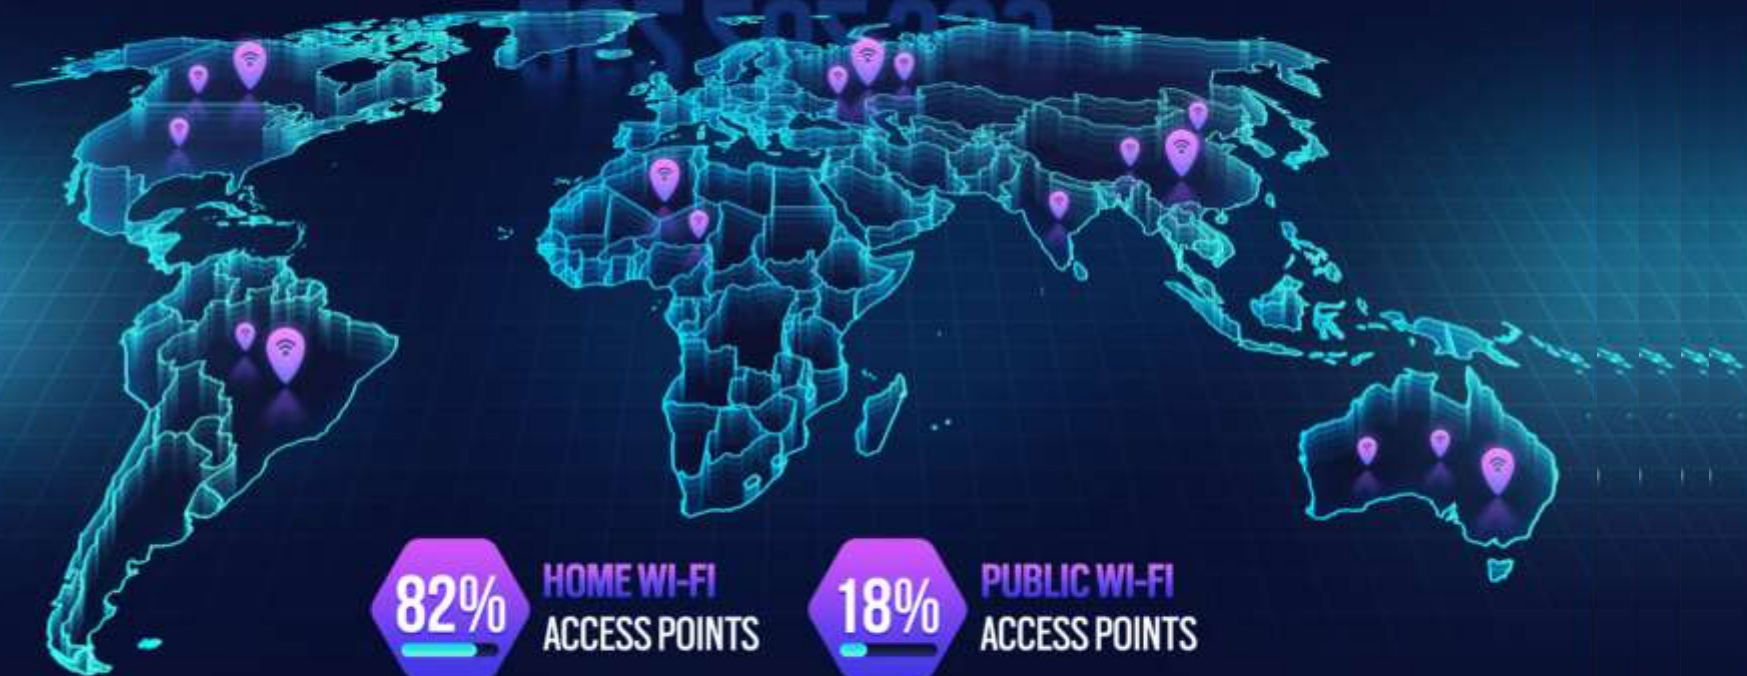 82%
HOME WI-FI
ACCESS POINTS
18%
PUBLIC WI-FI
ACCESS POINTS